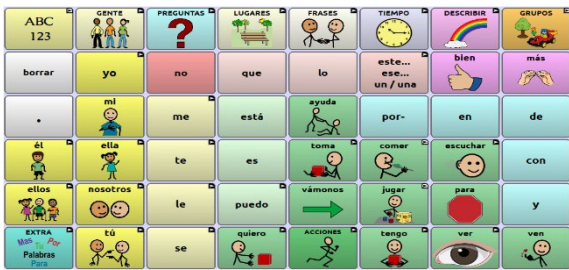 ABC
123
GENTE
PREGUNTAS
?
LUGARES
FRASES
TIEMPO
DESCRIBIR
GRUPOS
borrar
yo
no
que
lo
este...
ese...
un / una
bien
más
.
mi
me
está
ayuda
por-
en
de
él
ella
te
es
toma
comer
escuchar
con
ellos
nosotros
le
puedo
vámonos
jugar
para
y
EXTRA
Mas Tu Por
Palabras
Para
tú
se
quiero
ACCIONES
tengo
ver
ven